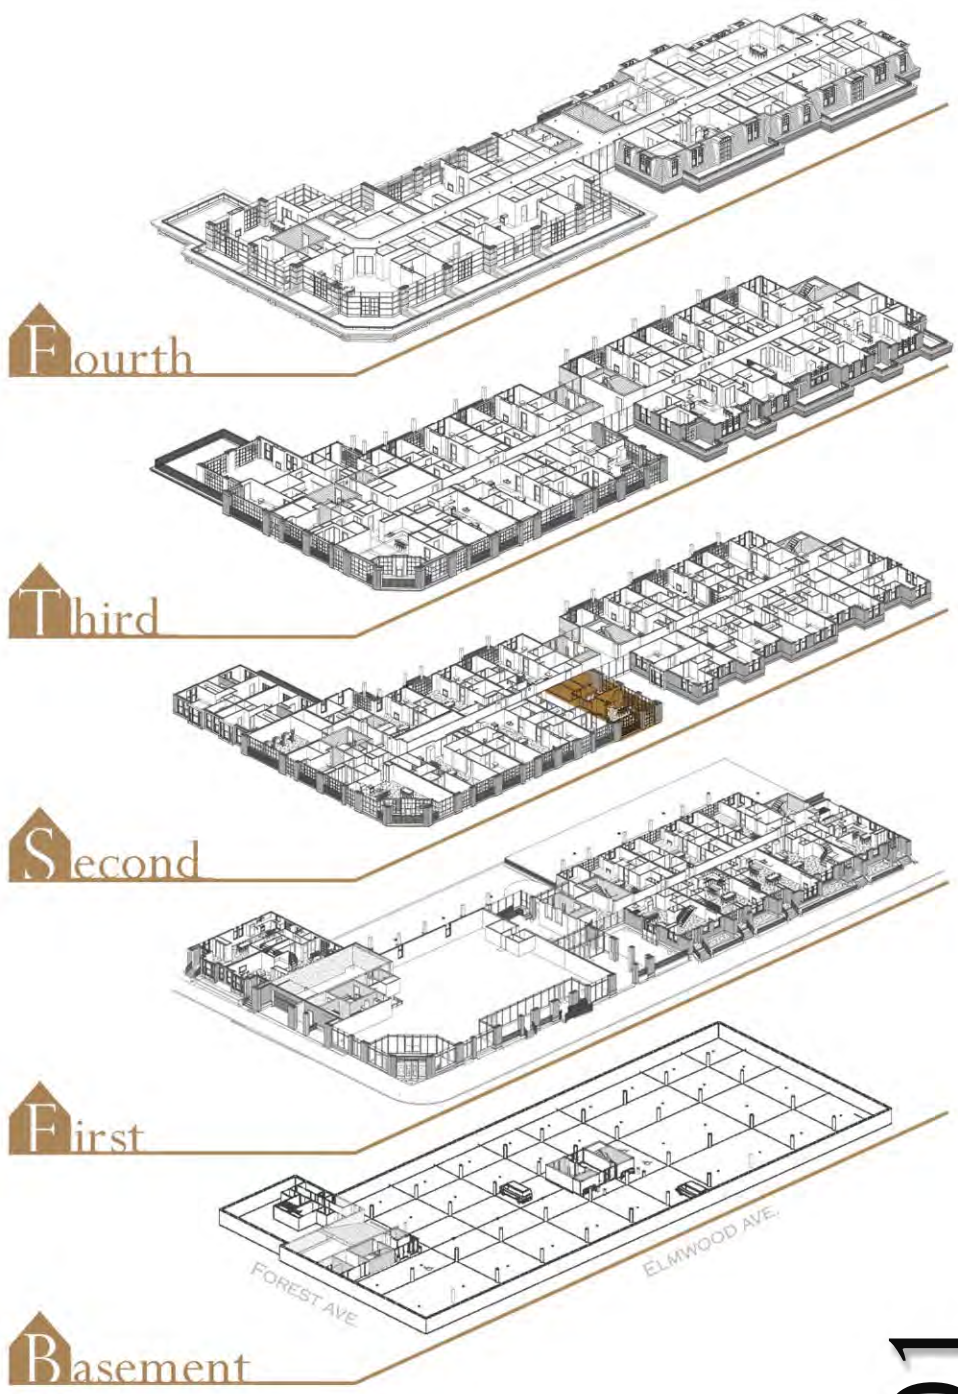 Fourth
Third
Second
First
FOREST AVE.
ELMWOOD AVE.
Basement